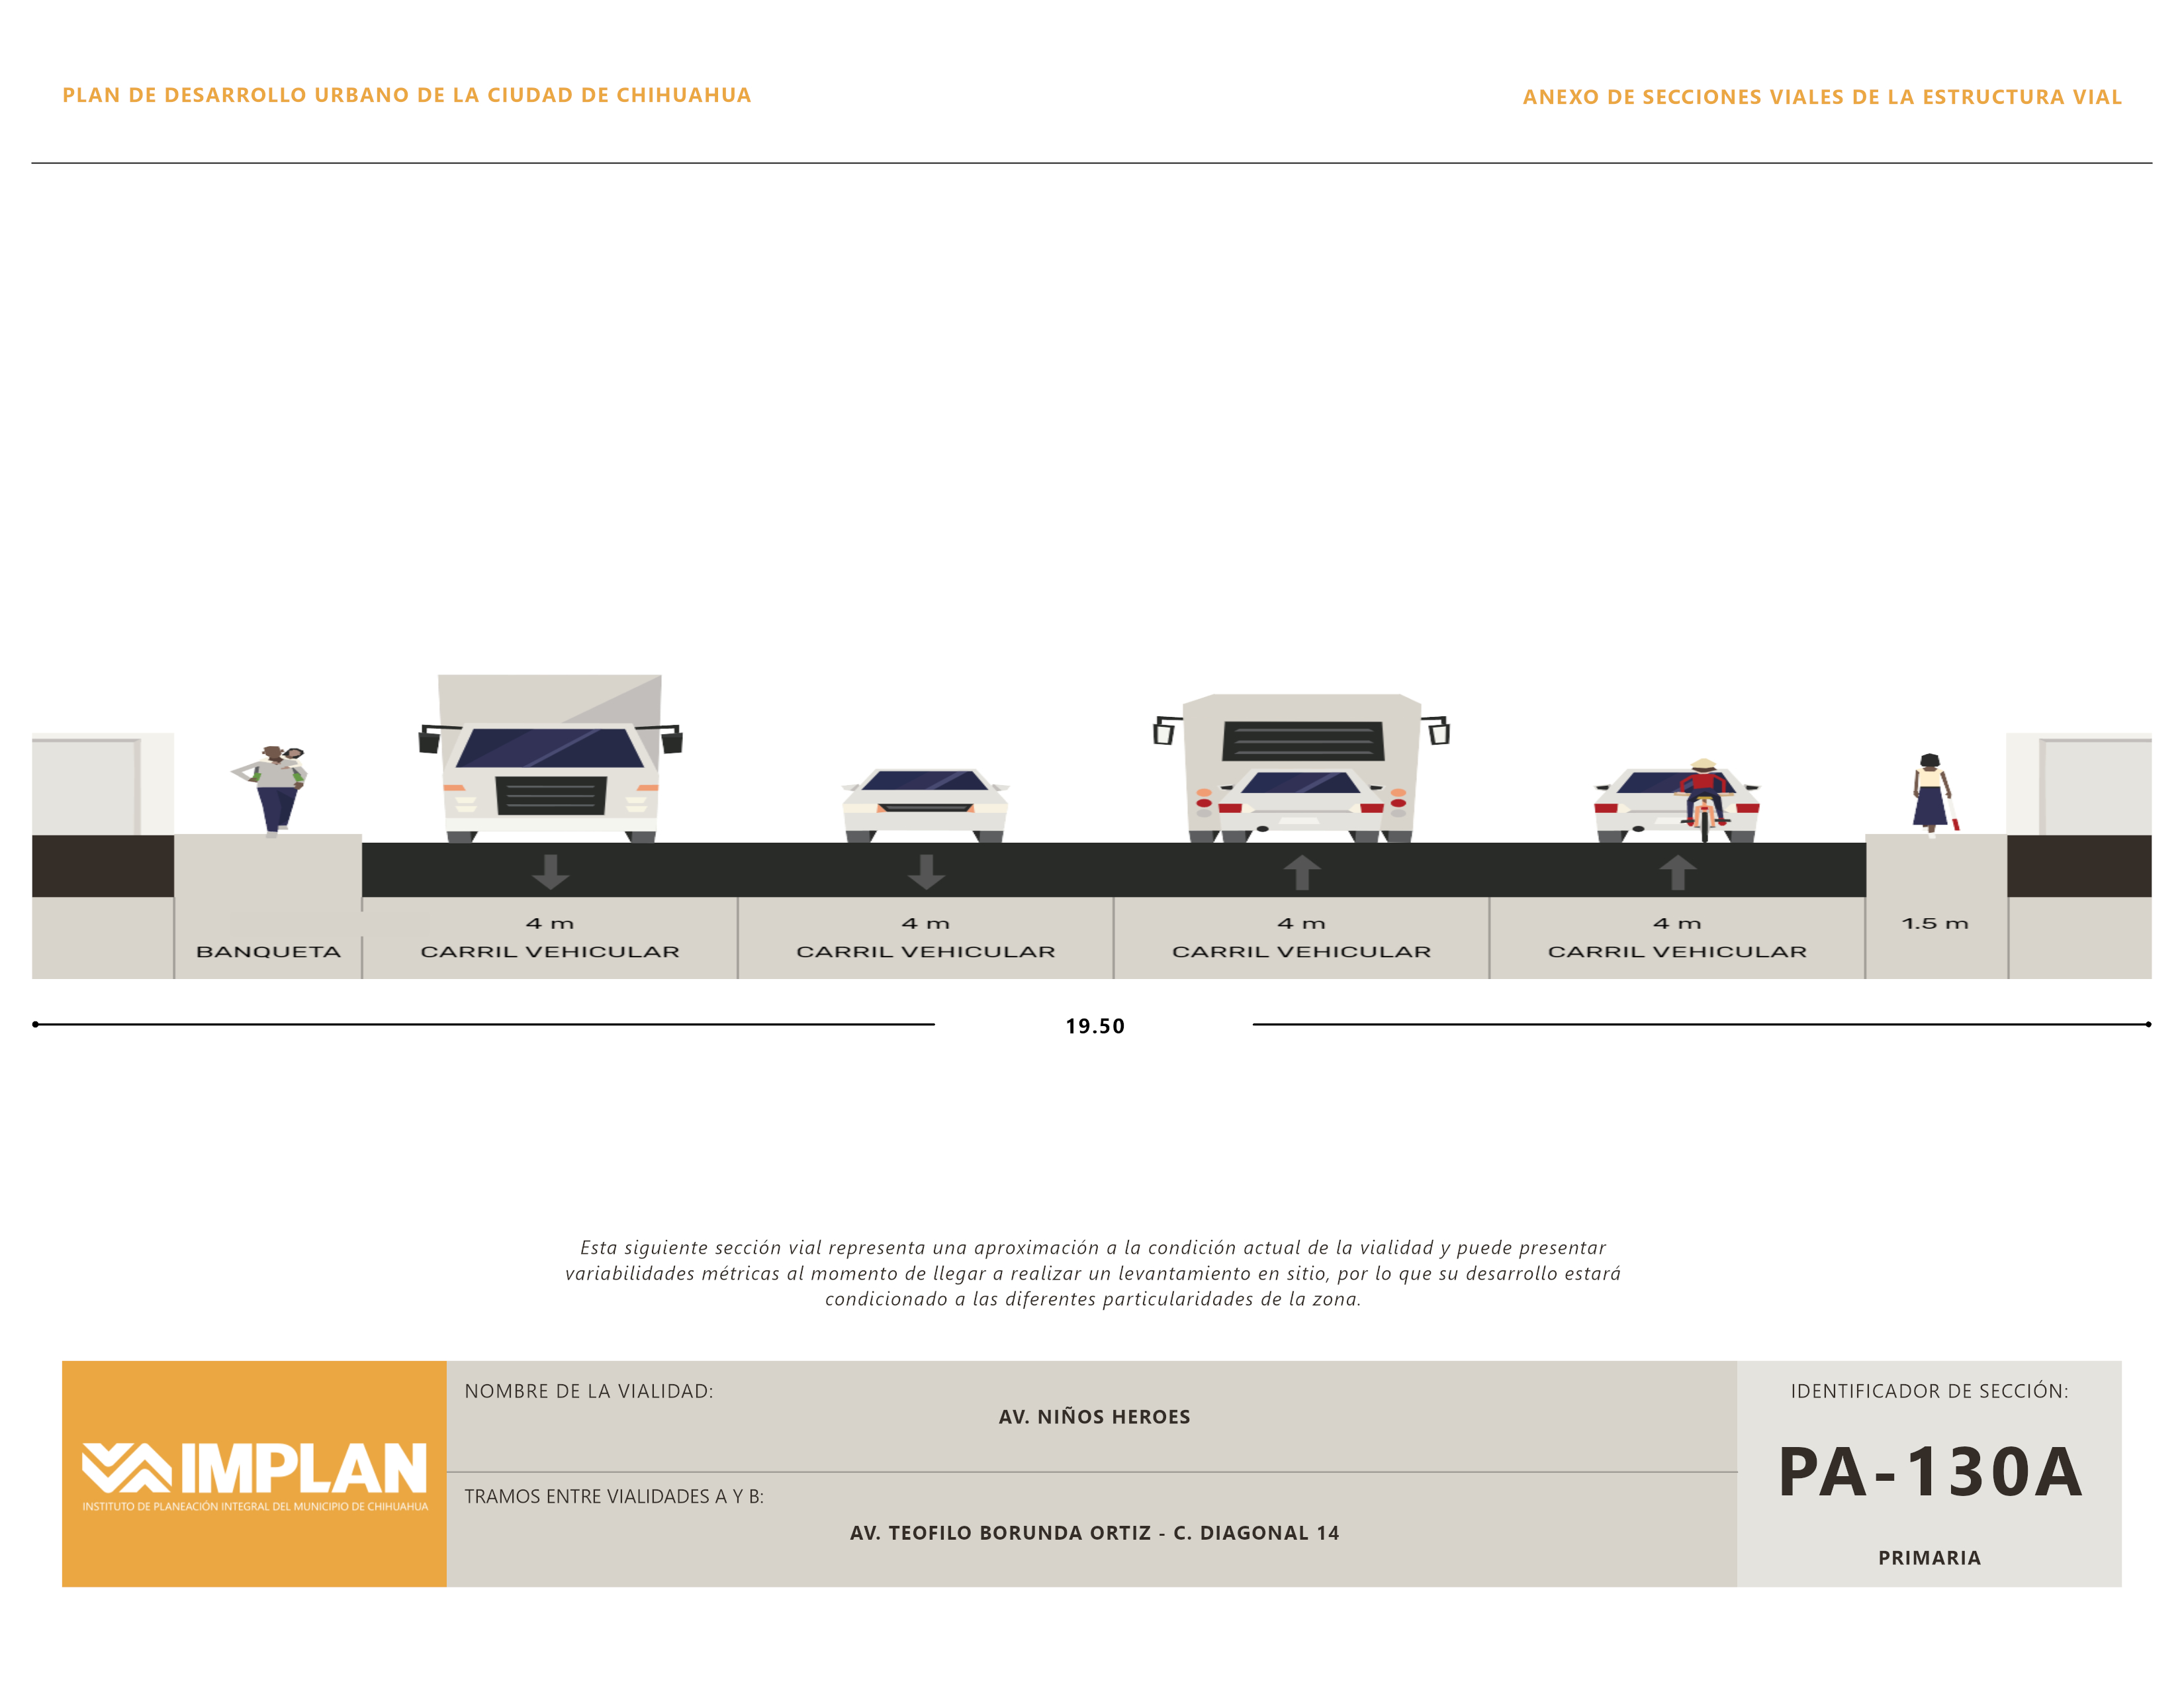 PLAN DE DESARROLLO URBANO DE LA CIUDAD DE CHIHUAHUA
ANEXO DE SECCIONES VIALES DE LA ESTRUCTURA VIAL
BANQUETA
4 m
CARRIL VEHICULAR
4 m
CARRIL VEHICULAR
4 m
CARRIL VEHICULAR
4 m
CARRIL VEHICULAR
1.5 m
19.50
Esta siguiente sección vial representa una aproximación a la condición actual de la vialidad y puede presentar
variabilidades métricas al momento de llegar a realizar un levantamiento en sitio, por lo que su desarrollo estará
condicionado a las diferentes particularidades de la zona.
IMPLAN
INSTITUTO DE PLANEACIÓN INTEGRAL DEL MUNICIPIO DE CHIHUAHUA
NOMBRE DE LA VIALIDAD:
AV. NIÑOS HEROES
TRAMOS ENTRE VIALIDADES A Y B:
AV. TEOFILO BORUNDA ORTIZ - C. DIAGONAL 14
IDENTIFICADOR DE SECCIÓN:
PA-130A
PRIMARIA